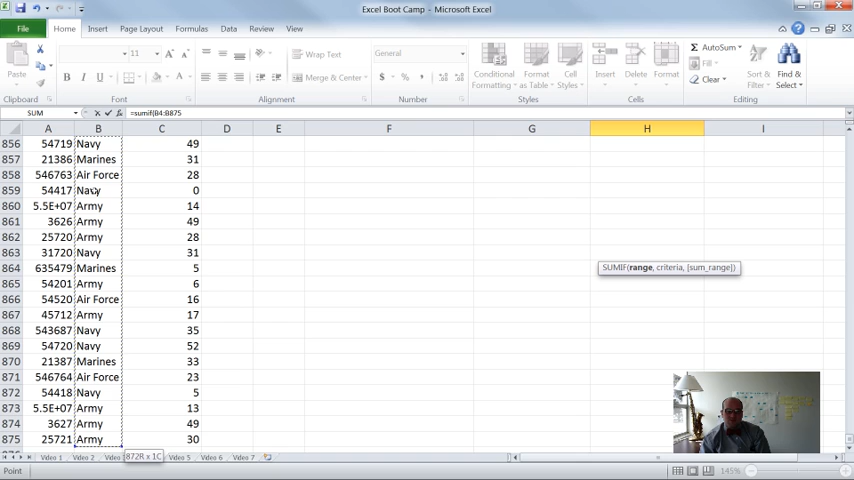 Excel Boot Camp - Microsoft Excel
File Home Insert Page Layout Formulas Data Review View
Paste
Clipboard
11
B I U
Font
Wrap Text
Merge & Center
Alignment
General
$ % ,
Number
Conditional Formatting
Format as Table
Cell Styles
Styles
Insert
Delete
Format
Cells
Σ AutoSum
Fill
Clear
Sort & Filter
Find & Select
Editing
SUM fx =sumif(B4:B875
A B C D E F G H I
856 54719 Navy 49
857 21386 Marines 31
858 546763 Air Force 28
859 54417 Navy 0
860 5.5E+07 Army 14
861 3626 Army 49
862 25720 Army 28
863 31720 Navy 31
864 635479 Marines 5
SUMIF(range, criteria, [sum_range])
865 54201 Army 6
866 54520 Air Force 16
867 45712 Army 17
868 543687 Navy 35
869 54720 Navy 52
870 21387 Marines 33
871 546764 Air Force 23
872 54418 Navy 5
873 5.5E+07 Army 13
874 3627 Army 49
875 25721 Army 30
872R x 1C
Video 1 Video 2 Video Video 5 Video 6 Video 7
Point 145%